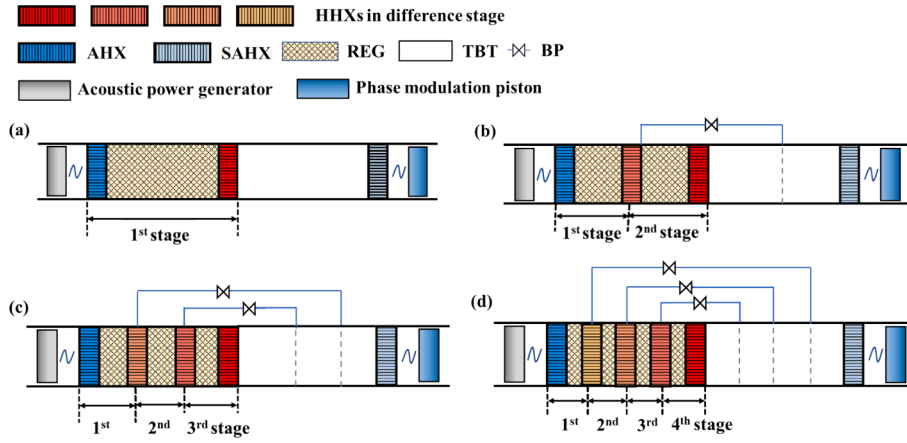 HHXs in difference stage
AHX SAHX REG TBT BP
Acoustic power generator Phase modulation piston
(a)
1st stage
(b)
1st stage 2nd stage
(c)
1st 2nd 3rd stage
(d)
1st 2nd 3rd 4th stage